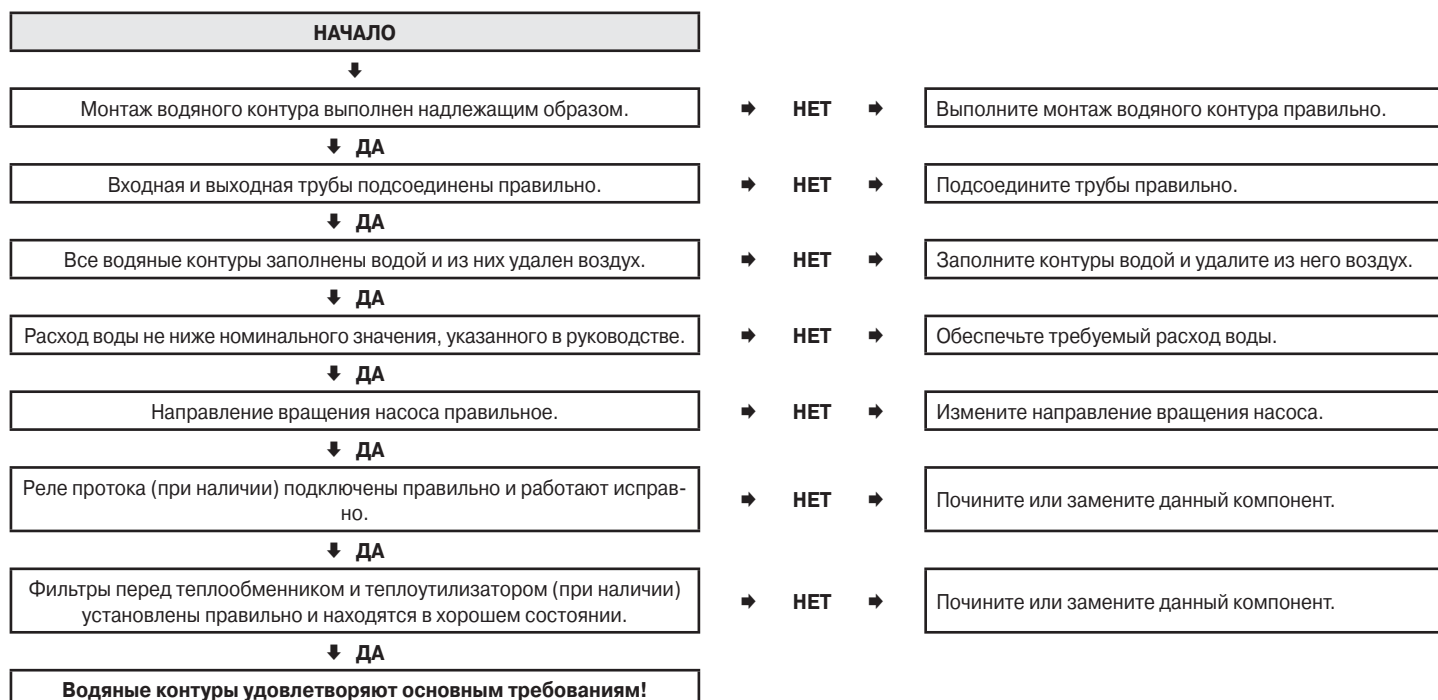 НАЧАЛО
Монтаж водяного контура выполнен надлежащим образом.
НЕТ
Выполните монтаж водяного контура правильно.
ДА
Входная и выходная трубы подсоединены правильно.
НЕТ
Подсоедините трубы правильно.
ДА
Все водяные контуры заполнены водой и из них удален воздух.
НЕТ
Заполните контуры водой и удалите из него воздух.
ДА
Расход воды не ниже номинального значения, указанного в руководстве.
НЕТ
Обеспечьте требуемый расход воды.
ДА
Направление вращения насоса правильное.
НЕТ
Измените направление вращения насоса.
ДА
Реле протока (при наличии) подключены правильно и работают исправ-
но.
НЕТ
Почините или замените данный компонент.
ДА
Фильтры перед теплообменником и теплоутилизатором (при наличии)
установлены правильно и находятся в хорошем состоянии.
НЕТ
Почините или замените данный компонент.
ДА
Водяные контуры удовлетворяют основным требованиям!